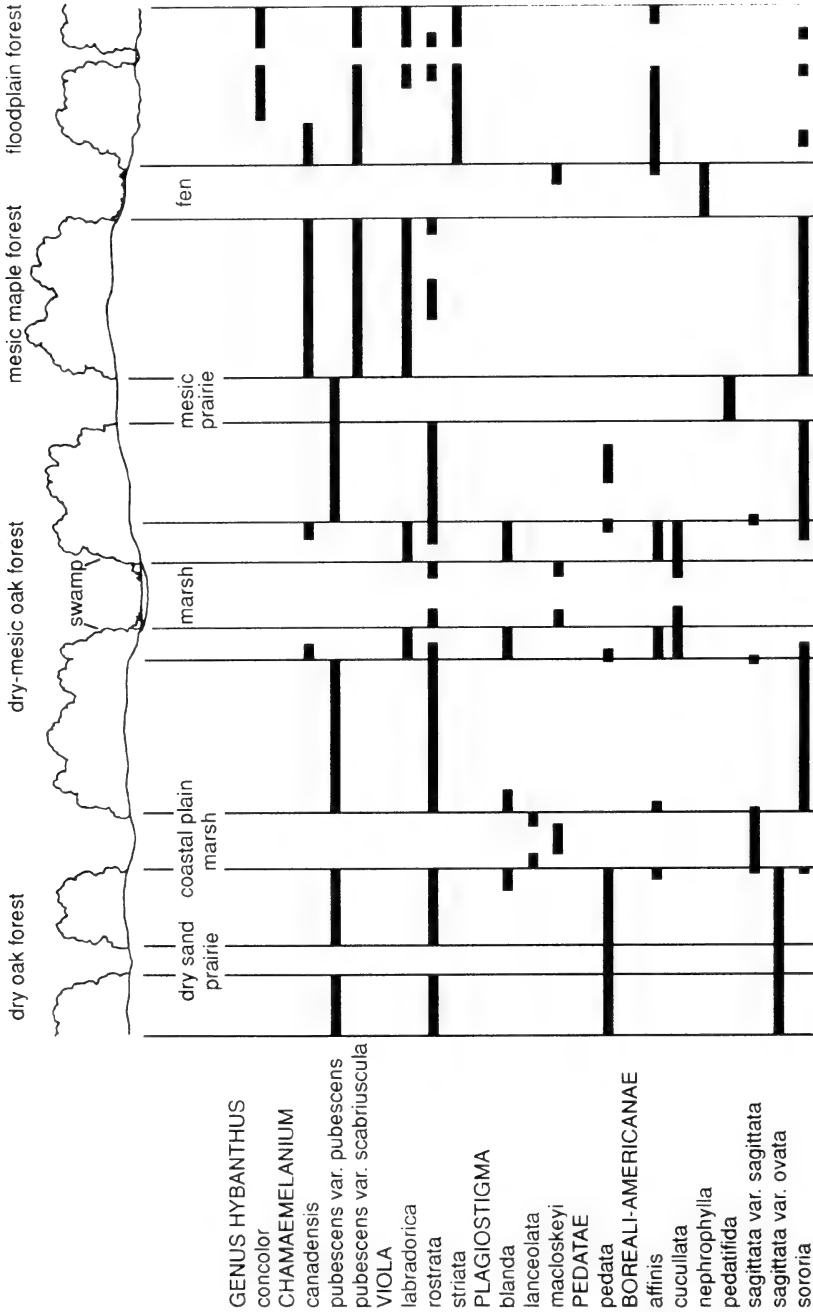 dry oak forest
dry-mesic oak forest
mesic maple forest
floodplain forest
swamp
dry sand
prairie
coastal plain
marsh
marsh
mesic
prairie
fen
GENUS HYBANTHUS
concolor
CHAMAEMELANIUM
canadensis
pubescens var. pubescens
pubescens var. scabriuscula
VIOLA
labradorica
rostrata
striata
PLAGIOSTIGMA
blanda
lanceolata
macloskeyi
PEDATAE
pedata
BOREALI-AMERICANAE
affinis
cucullata
nephrophylla
pedatifida
sagittata var. sagittata
sagittata var. ovata
sororia